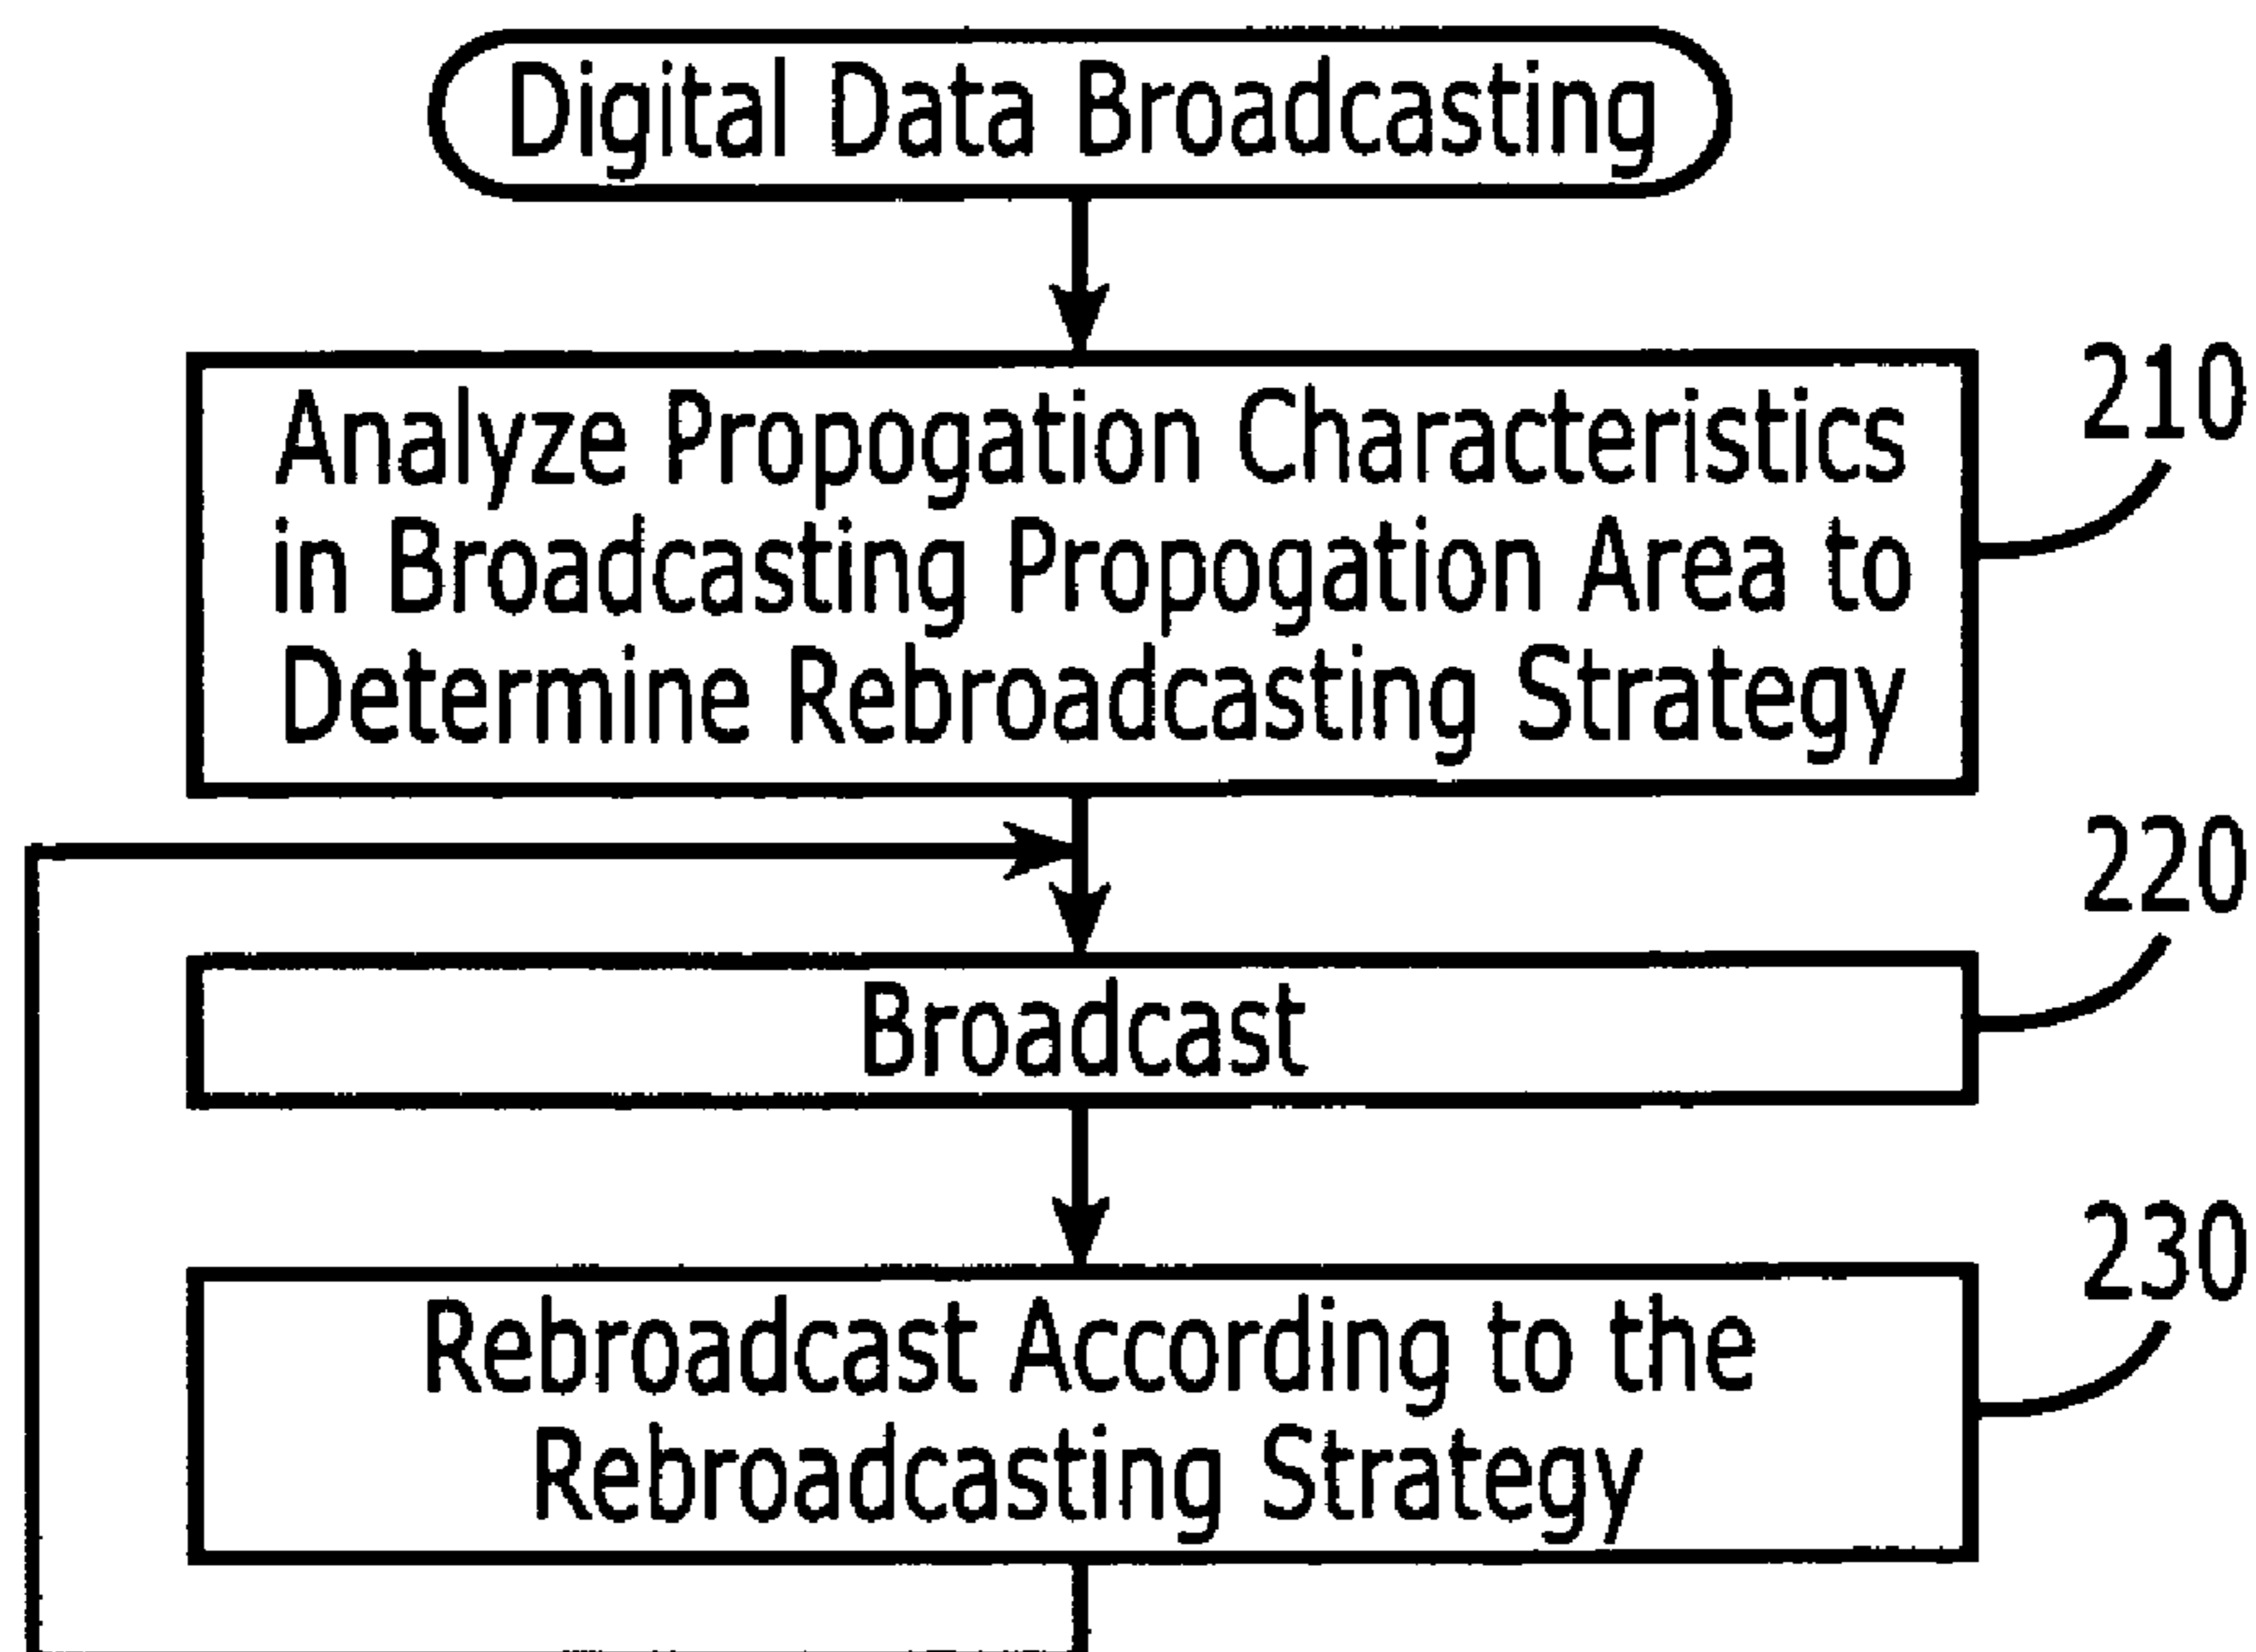 Digital Data Broadcasting
Analyze Propogation Characteristics
in Broadcasting Propogation Area to
Determine Rebroadcasting Strategy
210
Broadcast
220
Rebroadcast According to the
Rebroadcasting Strategy
230